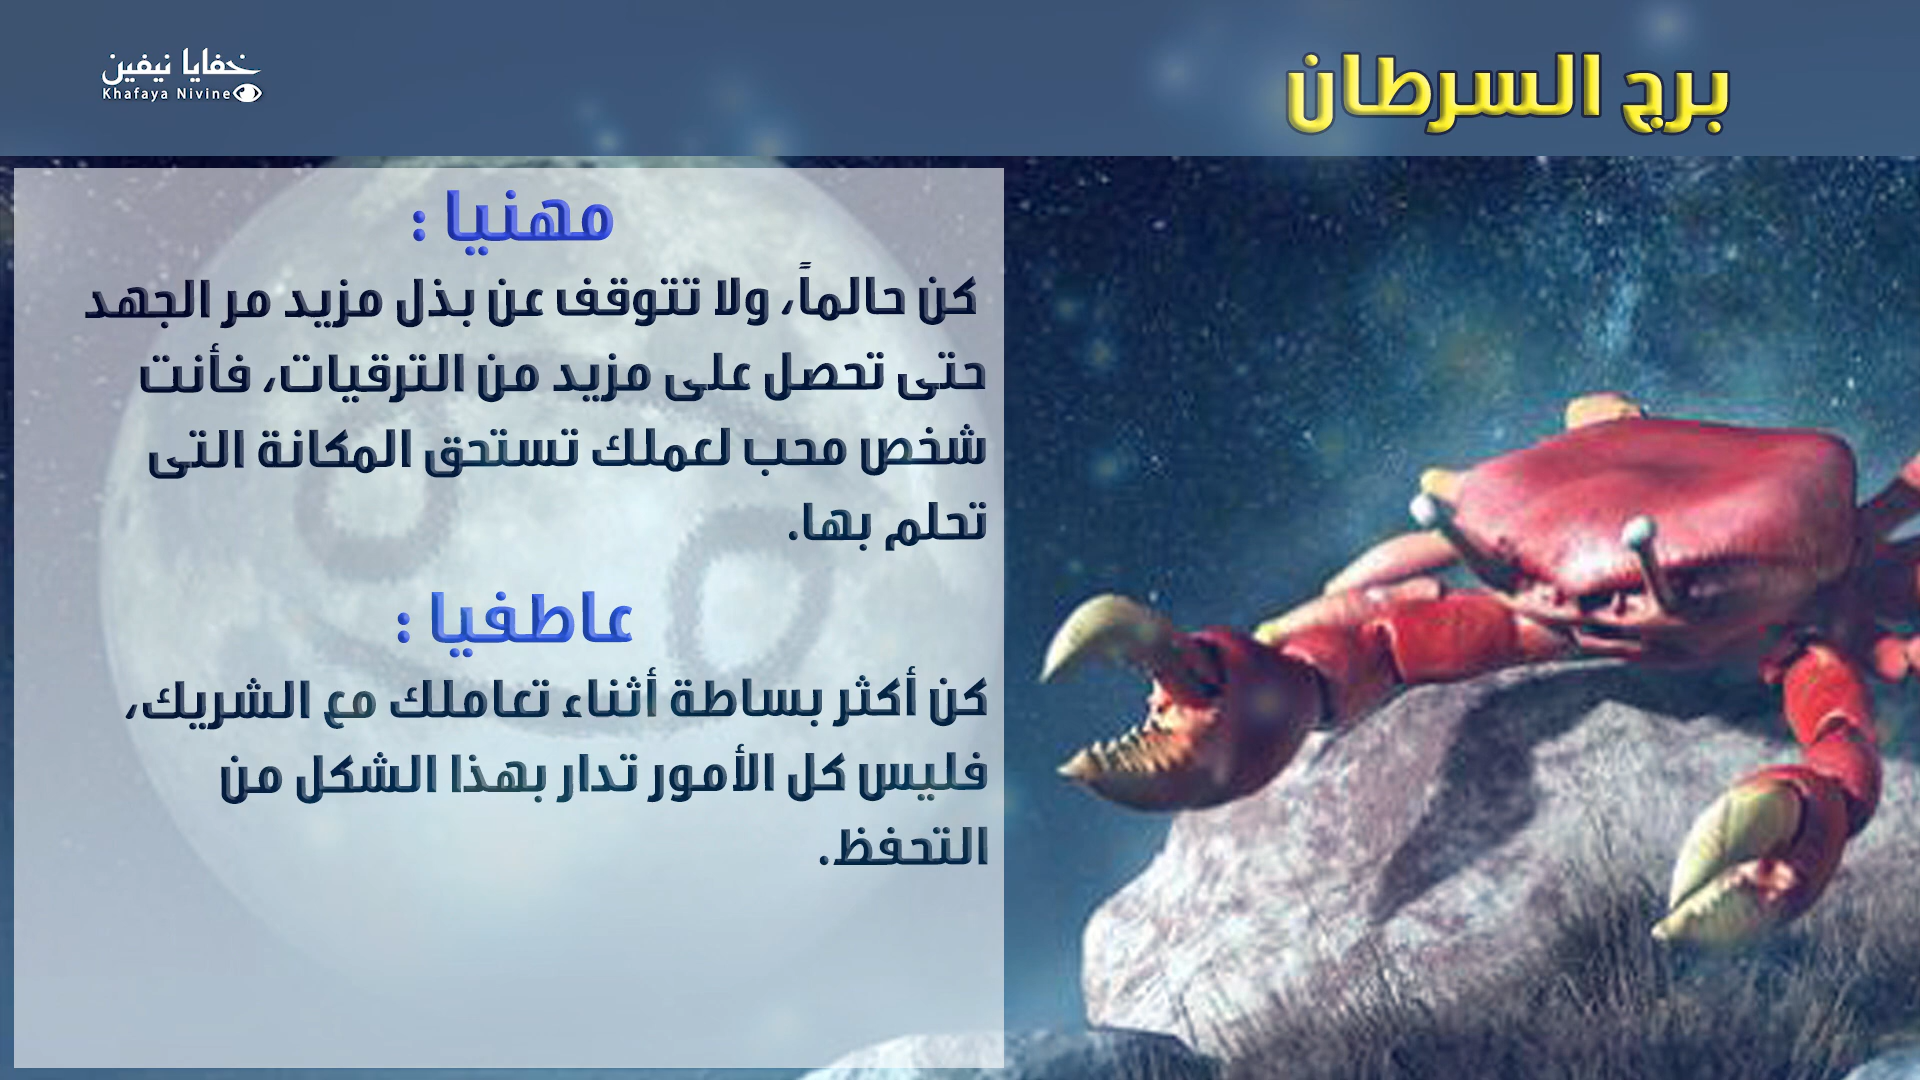 برج السرطان
خفايا نيفين
Khafaya Nivine
مهنيا :
كن حالماً، ولا تتوقف عن بذل مزيد مر الجهد
حتى تحصل على مزيد من الترقيات، فأنت
شخص محب لعملك تستحق المكانة التى
تحلم بها.
عاطفيا :
كن أكثر بساطة أثناء تعاملك مع الشريك،
فليس كل الأمور تدار بهذا الشكل من
التحفظ.